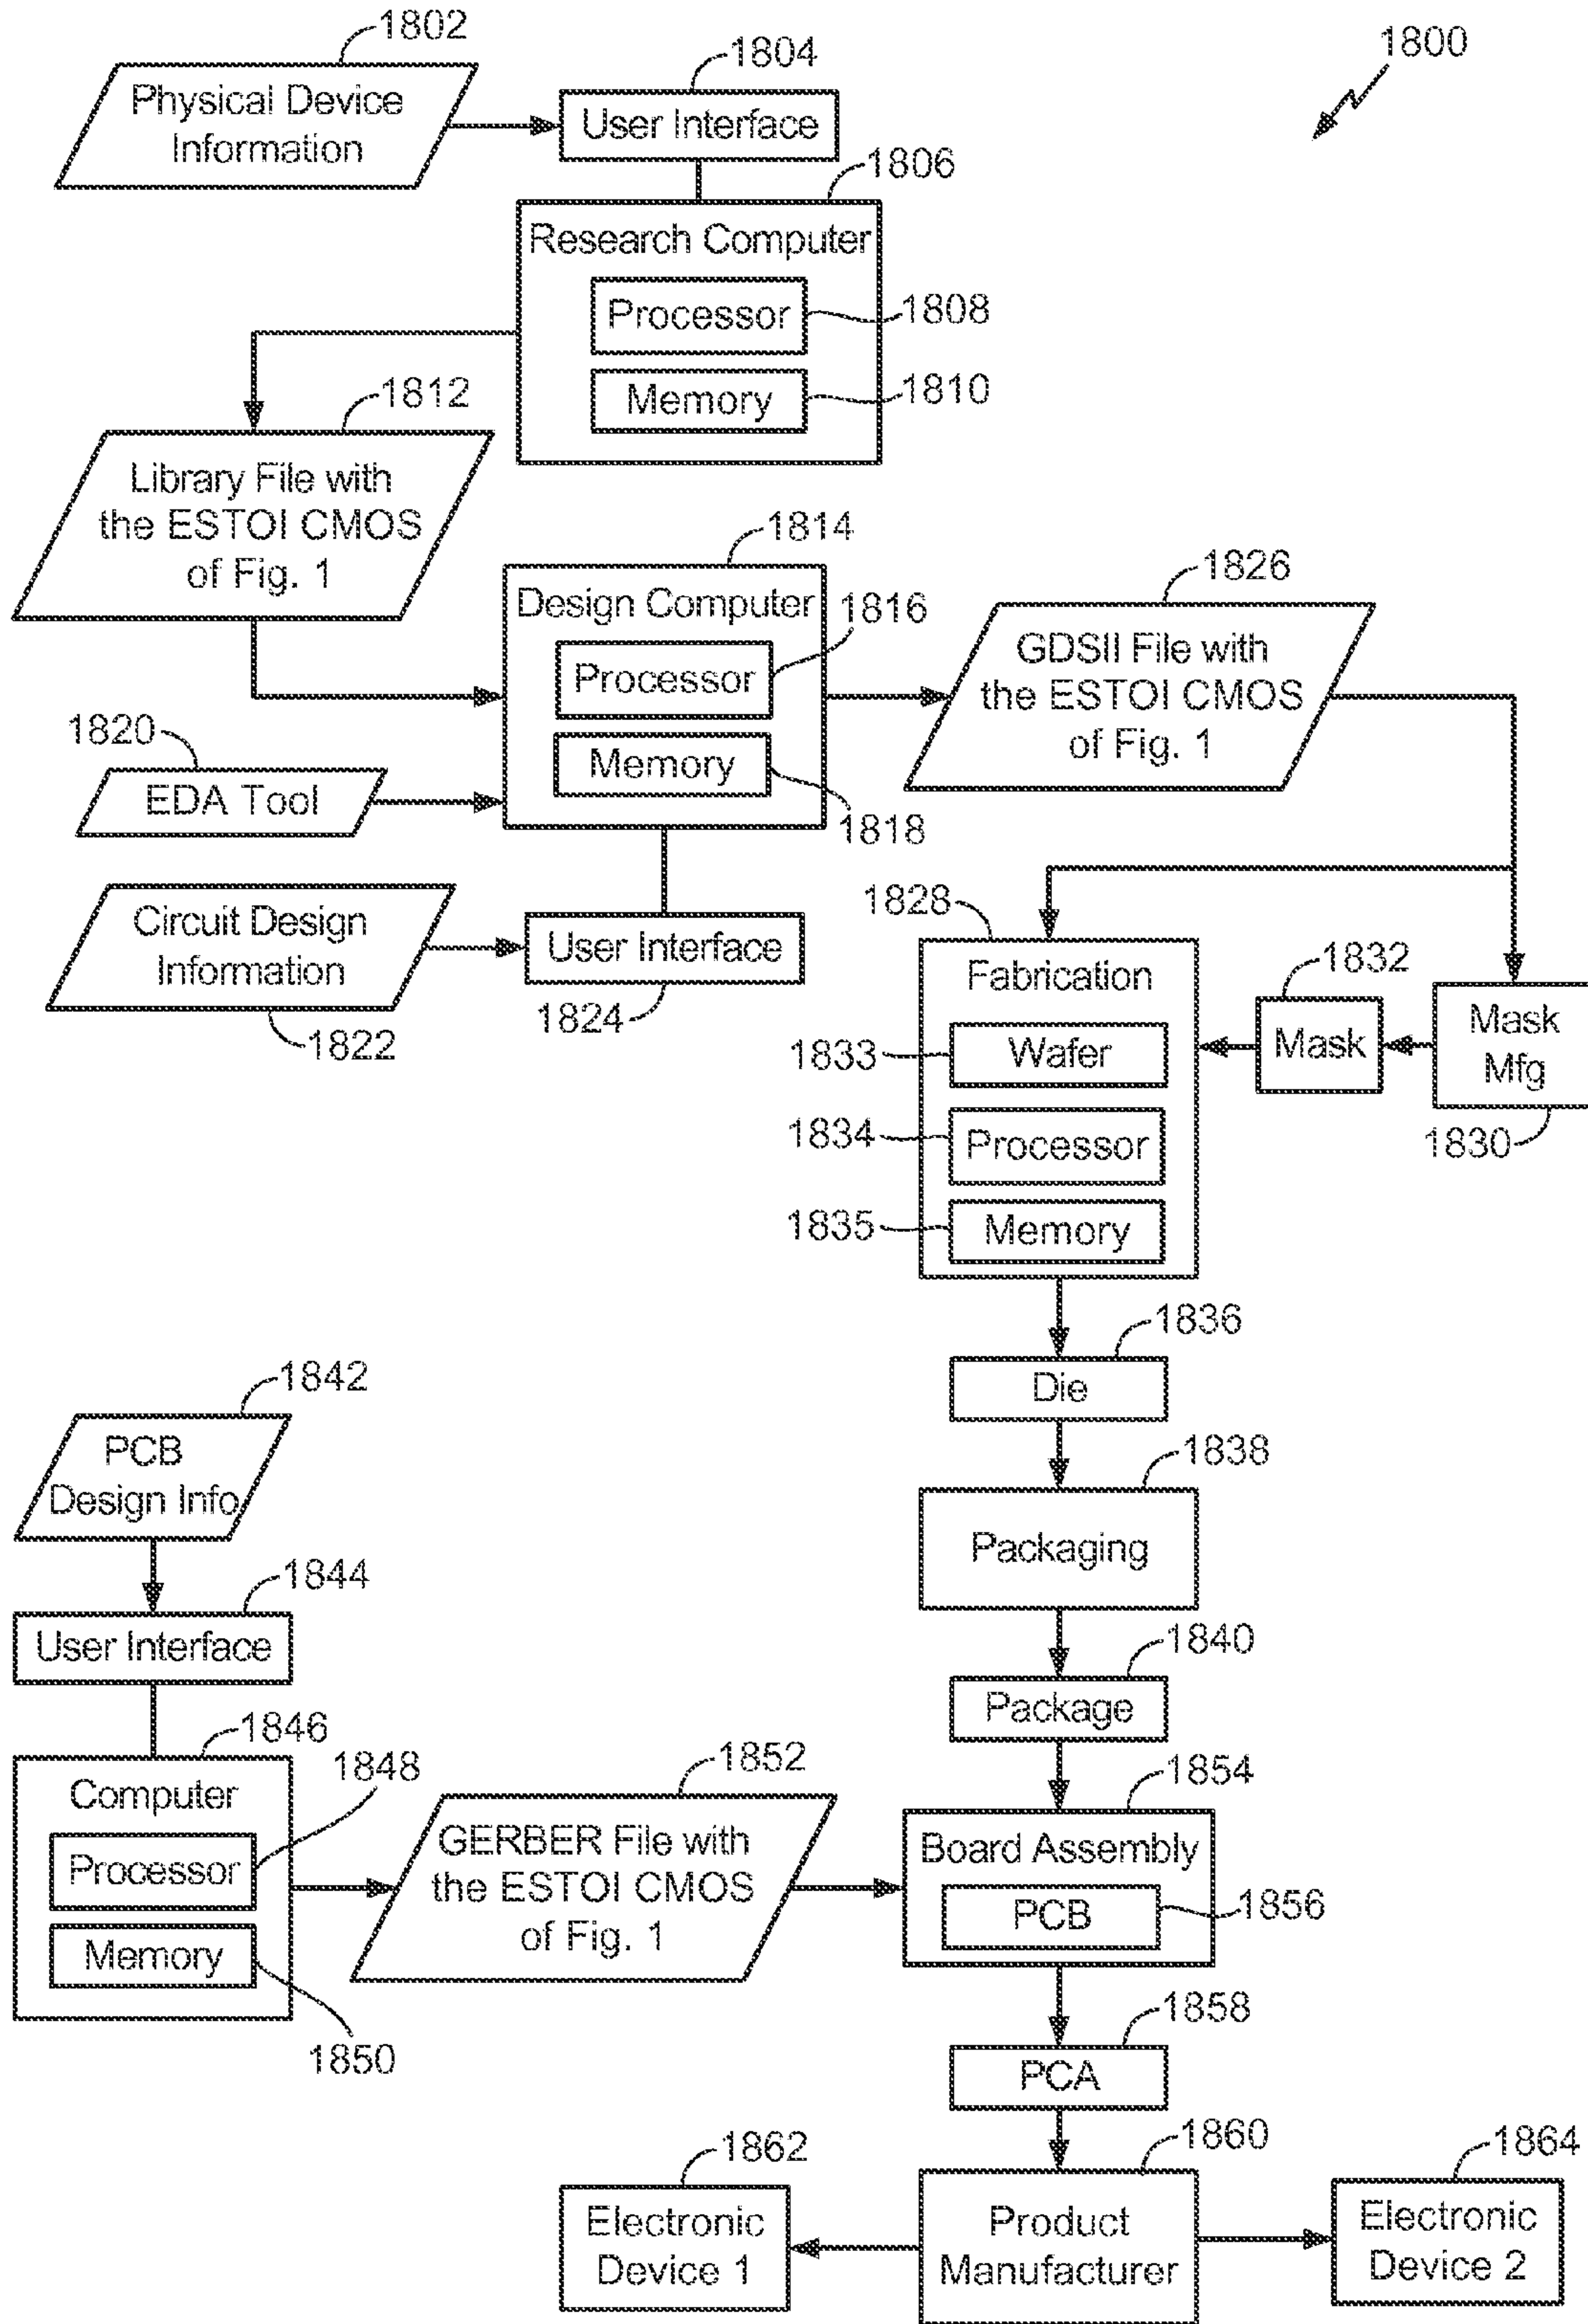 1802
1800
1804
Physical Device
Information
User Interface
1806
Research Computer
Processor
1808
Memory
1810
1812
Library File with
the ESTOI CMOS
of Fig. 1
1814
Design Computer
1816
Processor
Memory
1818
1826
GDSII File with
the ESTOI CMOS
of Fig. 1
1820
EDA Tool
Circuit Design
Information
1822
User Interface
1824
1828
Fabrication
1833
Wafer
1834
Processor
1835
Memory
1832
Mask
Mask
Mfg
1830
1836
Die
1838
Packaging
1840
Package
1842
PCB
Design Info
1844
User Interface
1846
Computer
1848
Processor
Memory
1850
1852
GERBER File with
the ESTOI CMOS
of Fig. 1
1854
Board Assembly
PCB
1856
1858
PCA
1860
Product
Manufacturer
1862
Electronic
Device 1
1864
Electronic
Device 2